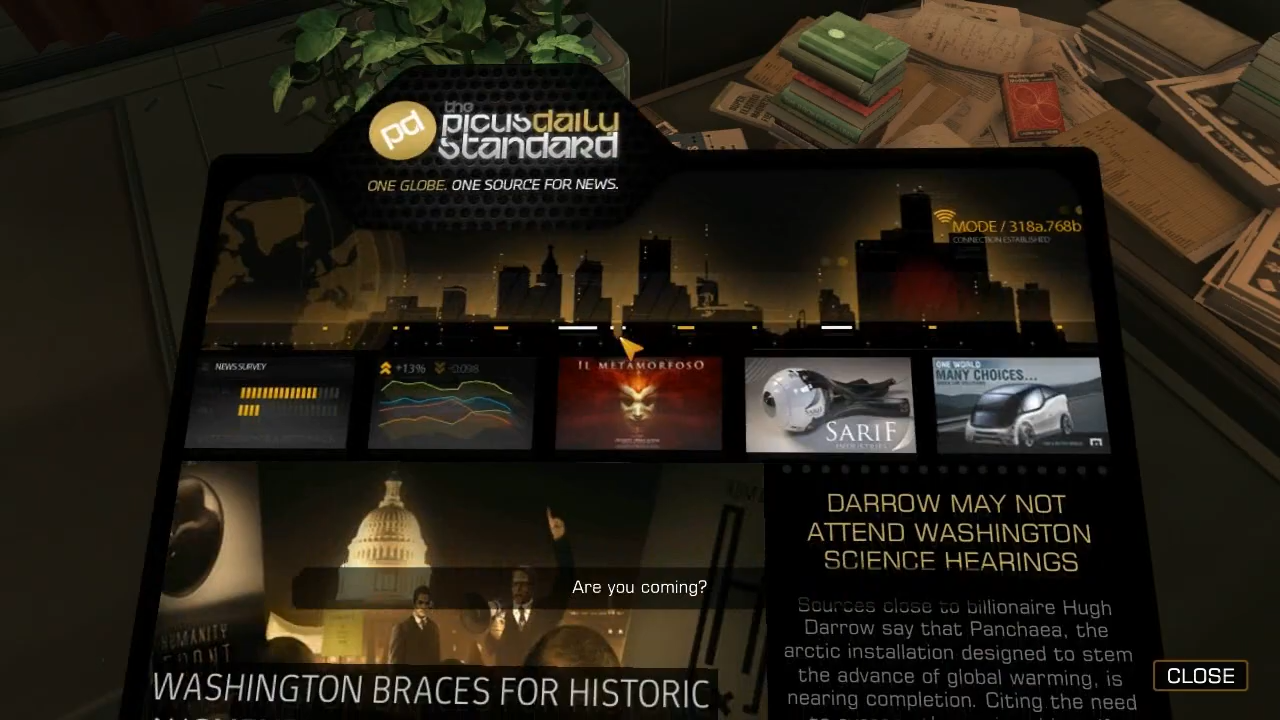 the
picusdaily
standard
pd
ONE GLOBE. ONE SOURCE FOR NEWS.
MODE / 318a.768b
CONNECTION ESTABLISHED
NEWS SURVEY
+13% -0.098
IL METAMORFOSO
SARIF
INDUSTRIES
ONE WORLD
MANY CHOICES...
DARROW MAY NOT
ATTEND WASHINGTON
SCIENCE HEARINGS
Sources close to billionaire Hugh
Darrow say that Panchaea, the
arctic installation designed to stem
the advance of global warming, is
nearing completion. Citing the need
HUMANITY
FRONT
Are you coming?
WASHINGTON BRACES FOR HISTORIC
CLOSE